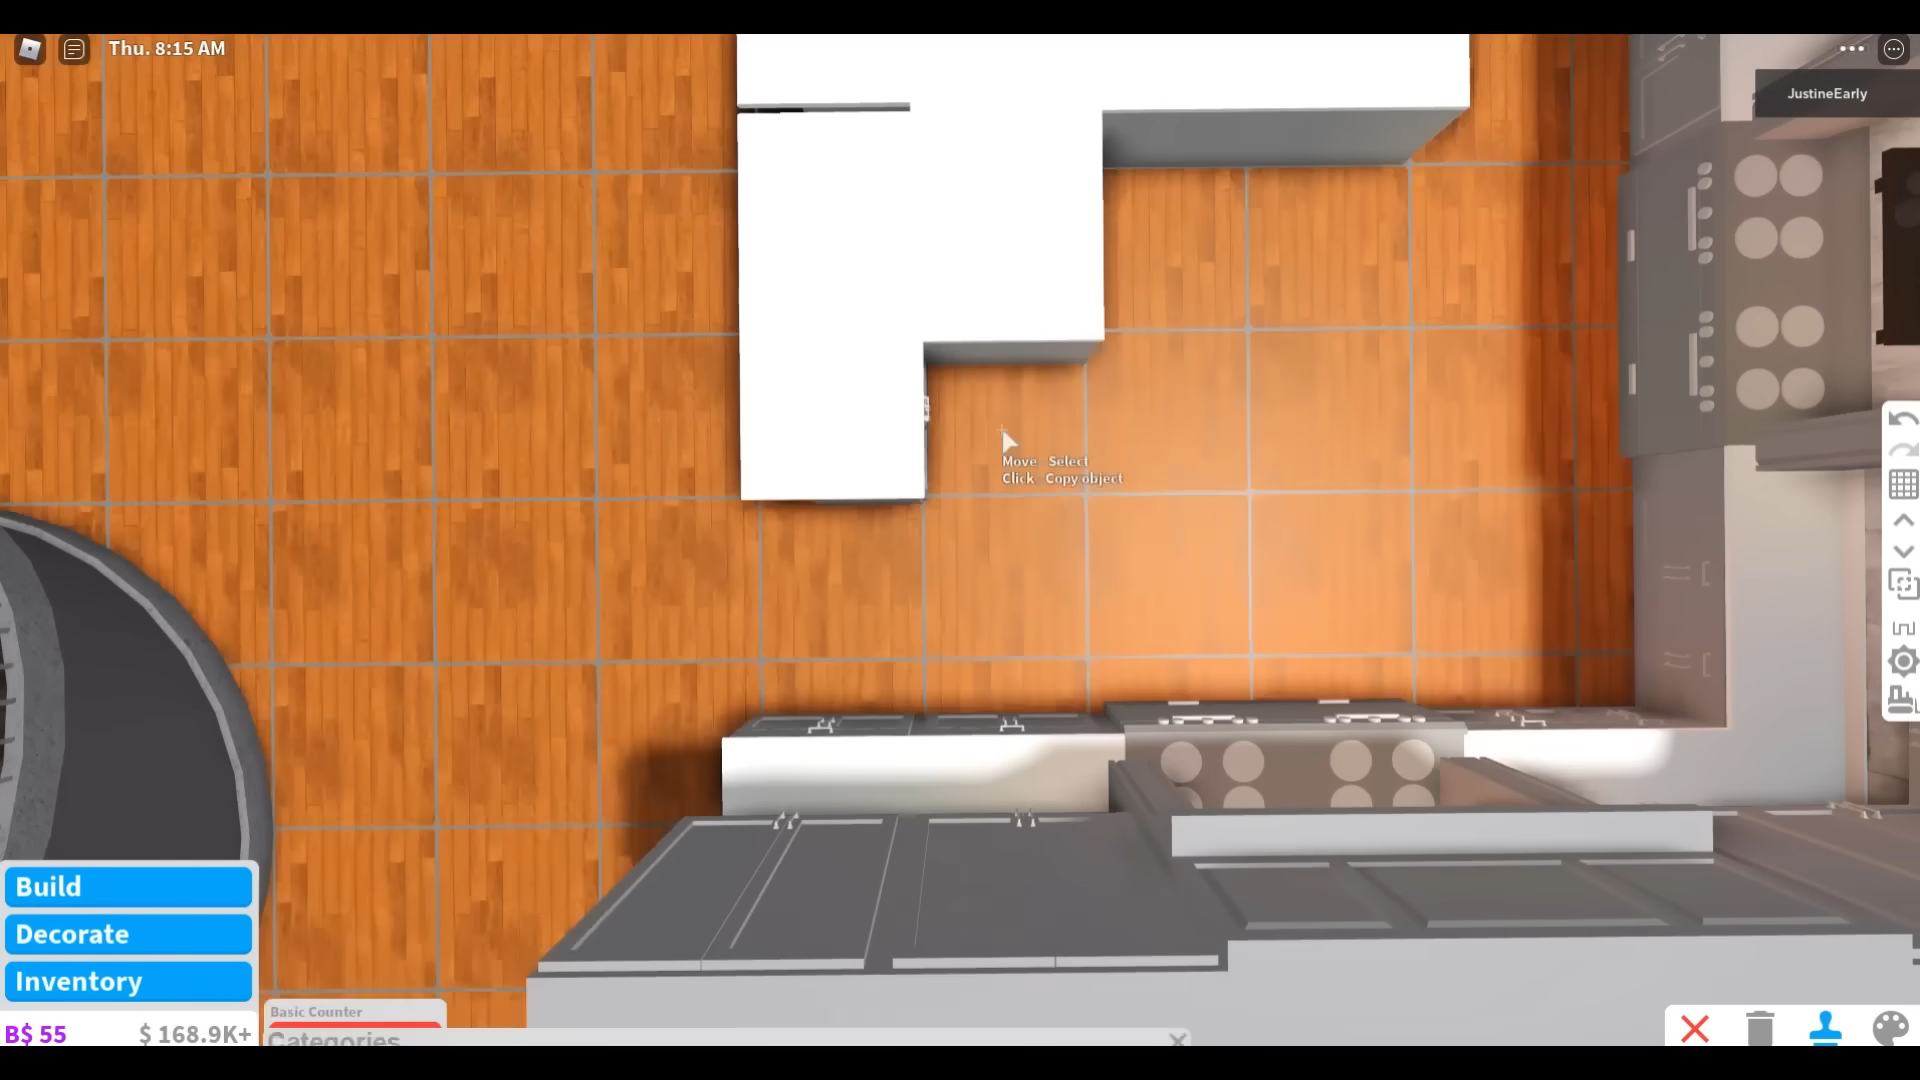 Thu. 8:15 AM
JustineEarly
Move Select
Click Copy object
Build
Decorate
Inventory
B$ 55
$ 168.9K+
Basic Counter
Categories